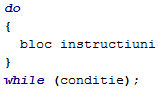 do
{
bloc instructiuni
}
while (conditie);